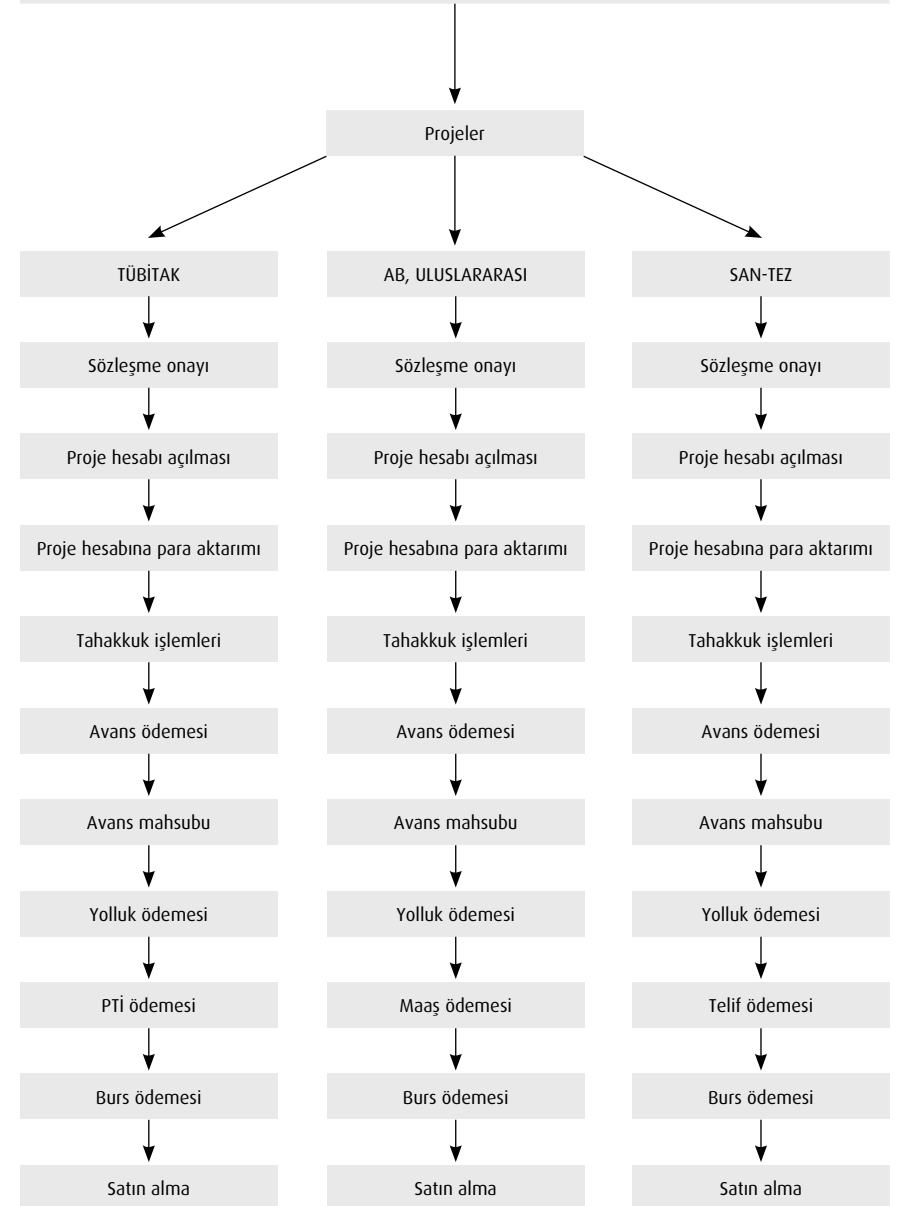 Projeler
TÜBİTAK
AB, ULUSLARARASI
SAN-TEZ
Sözleşme onayı
Sözleşme onayı
Sözleşme onayı
Proje hesabı açılması
Proje hesabı açılması
Proje hesabı açılması
Proje hesabına para aktarımı
Proje hesabına para aktarımı
Proje hesabına para aktarımı
Tahakkuk işlemleri
Tahakkuk işlemleri
Tahakkuk işlemleri
Avans ödemesi
Avans ödemesi
Avans ödemesi
Avans mahsubu
Avans mahsubu
Avans mahsubu
Yolluk ödemesi
Yolluk ödemesi
Yolluk ödemesi
PTİ ödemesi
Maaş ödemesi
Telif ödemesi
Burs ödemesi
Burs ödemesi
Burs ödemesi
Satın alma
Satın alma
Satın alma